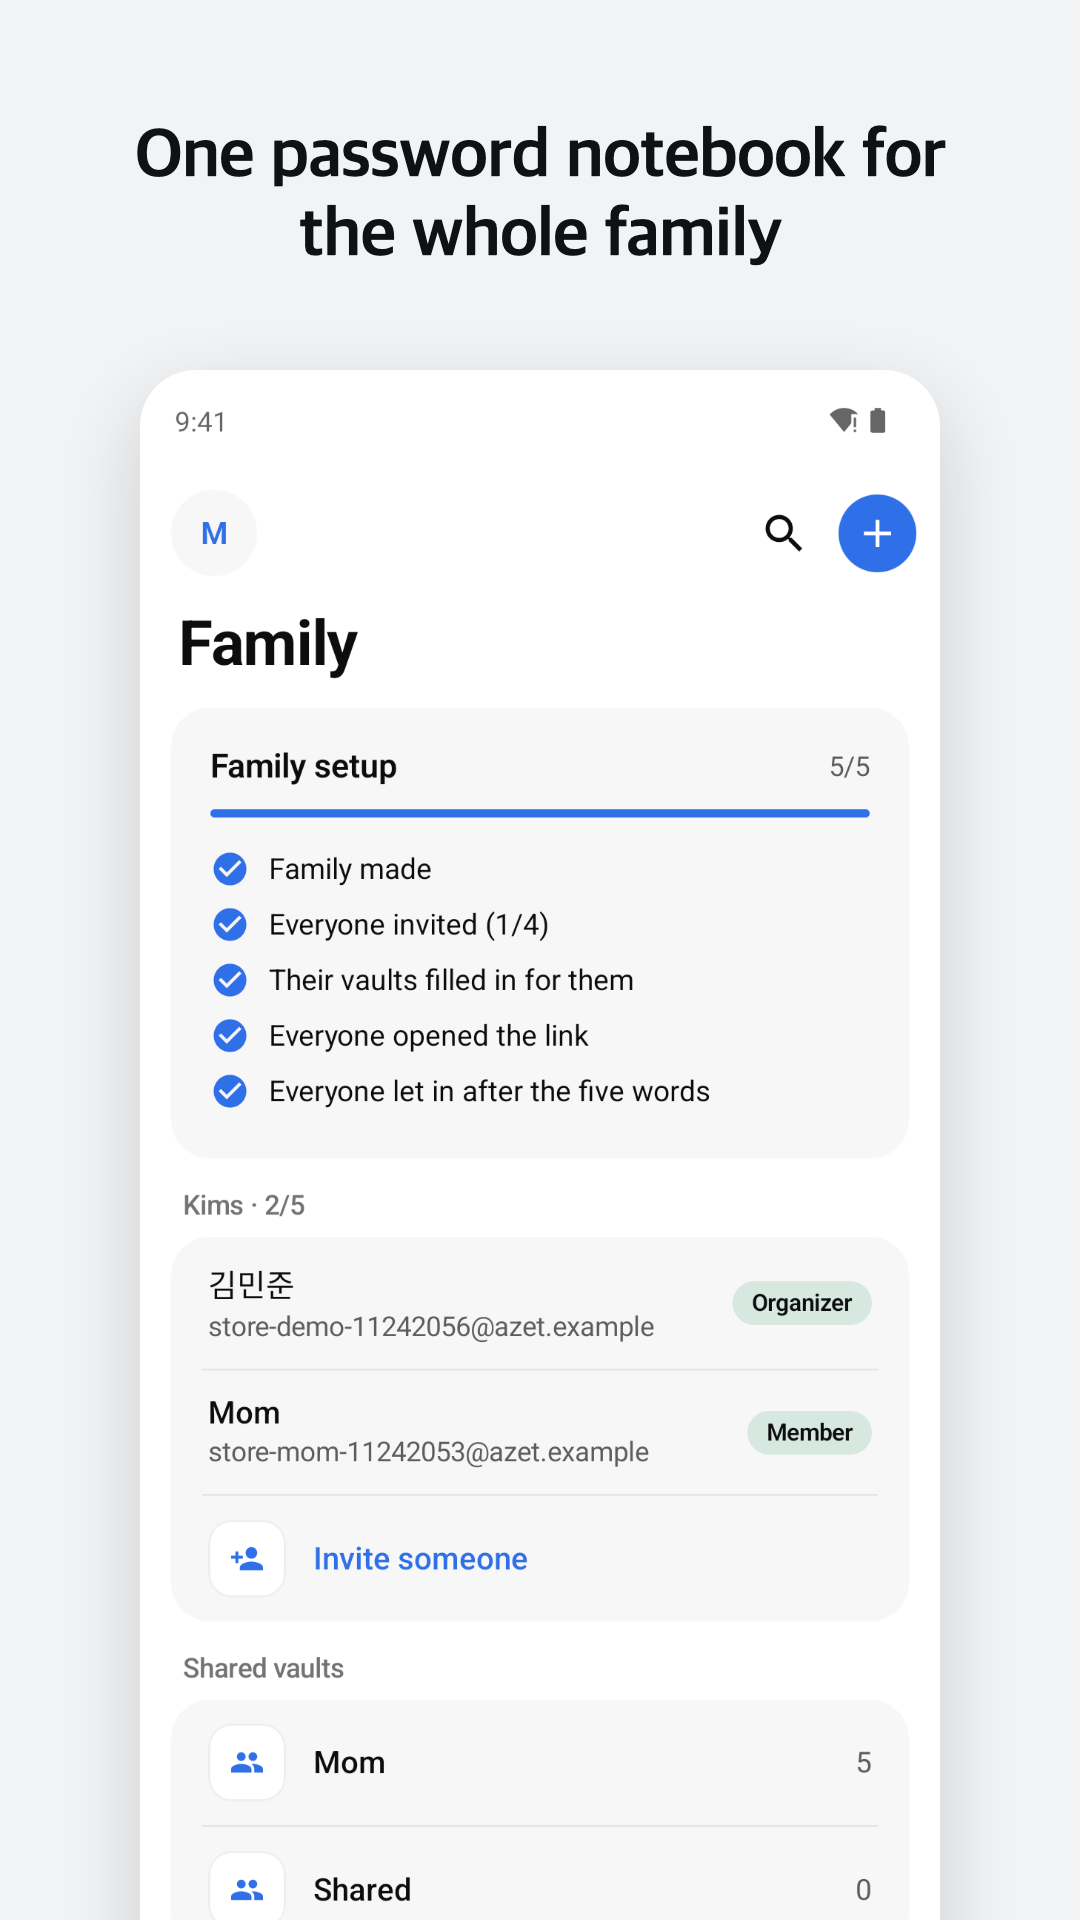 One password notebook for
the whole family
9:41
M
Family
Family setup
5/5
Family made
Everyone invited (1/4)
Their vaults filled in for them
Everyone opened the link
Everyone let in after the five words
Kims · 2/5
김민준
Organizer
store-demo-11242056@azet.example
Mom
Member
store-mom-11242053@azet.example
Invite someone
Shared vaults
Mom
5
Shared
0